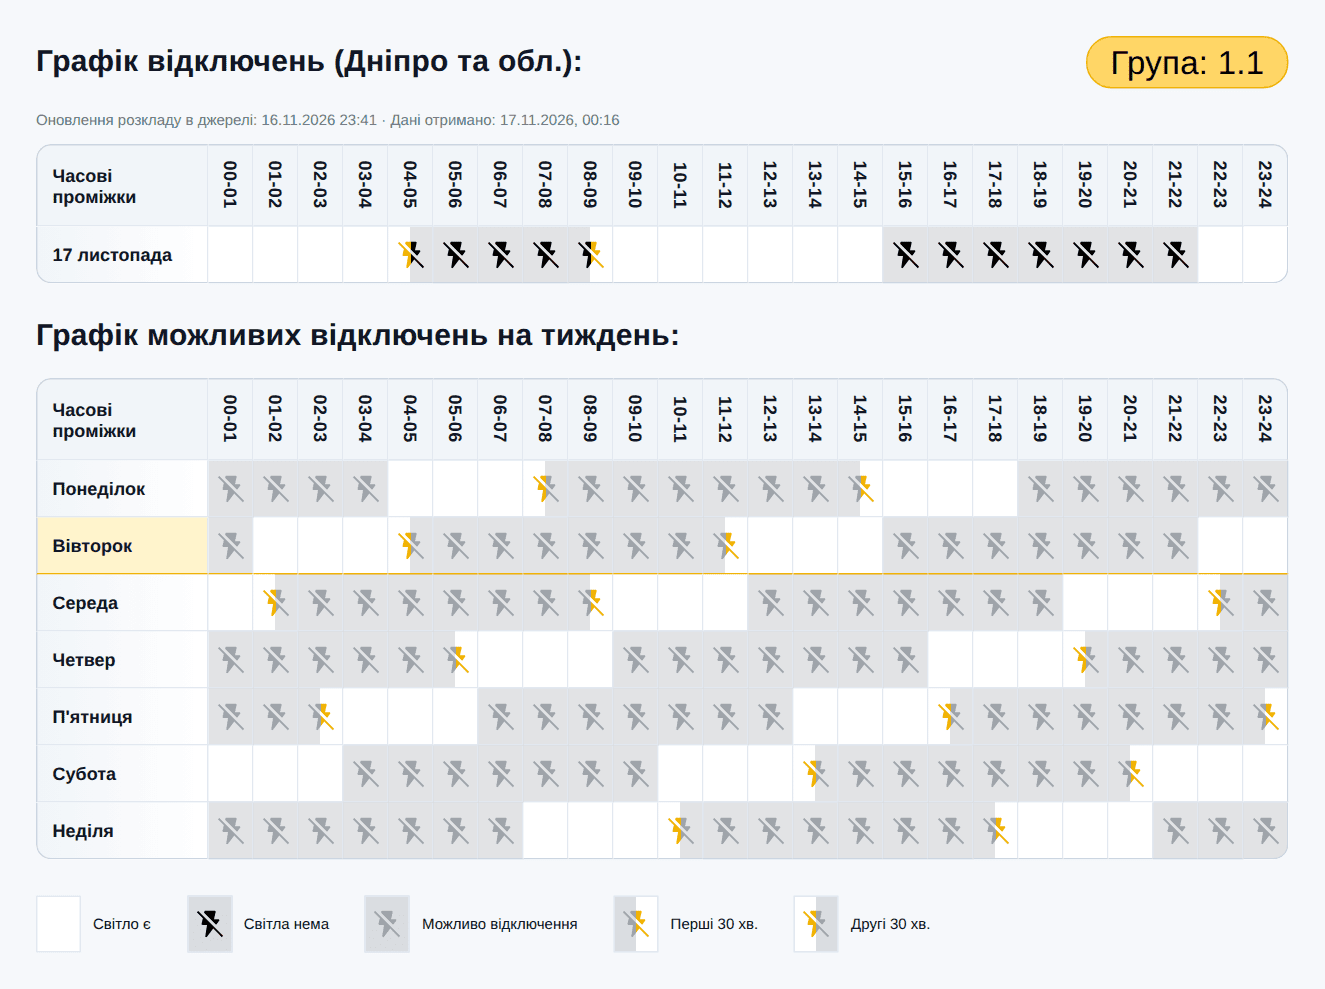 Графік відключень (Дніпро та обл.):
Група: 1.1
Оновлення розкладу в джерелі: 16.11.2026 23:41 · Дані отримано: 17.11.2026, 00:16
Часові проміжки 00-01 01-02 02-03 03-04 04-05 05-06 06-07 07-08 08-09 09-10 10-11 11-12 12-13 13-14 14-15 15-16 16-17 17-18 18-19 19-20 20-21 21-22 22-23 23-24
17 листопада
Графік можливих відключень на тиждень:
Часові проміжки 00-01 01-02 02-03 03-04 04-05 05-06 06-07 07-08 08-09 09-10 10-11 11-12 12-13 13-14 14-15 15-16 16-17 17-18 18-19 19-20 20-21 21-22 22-23 23-24
Понеділок
Вівторок
Середа
Четвер
П'ятниця
Субота
Неділя
Світло є Світла нема Можливо відключення Перші 30 хв. Другі 30 хв.